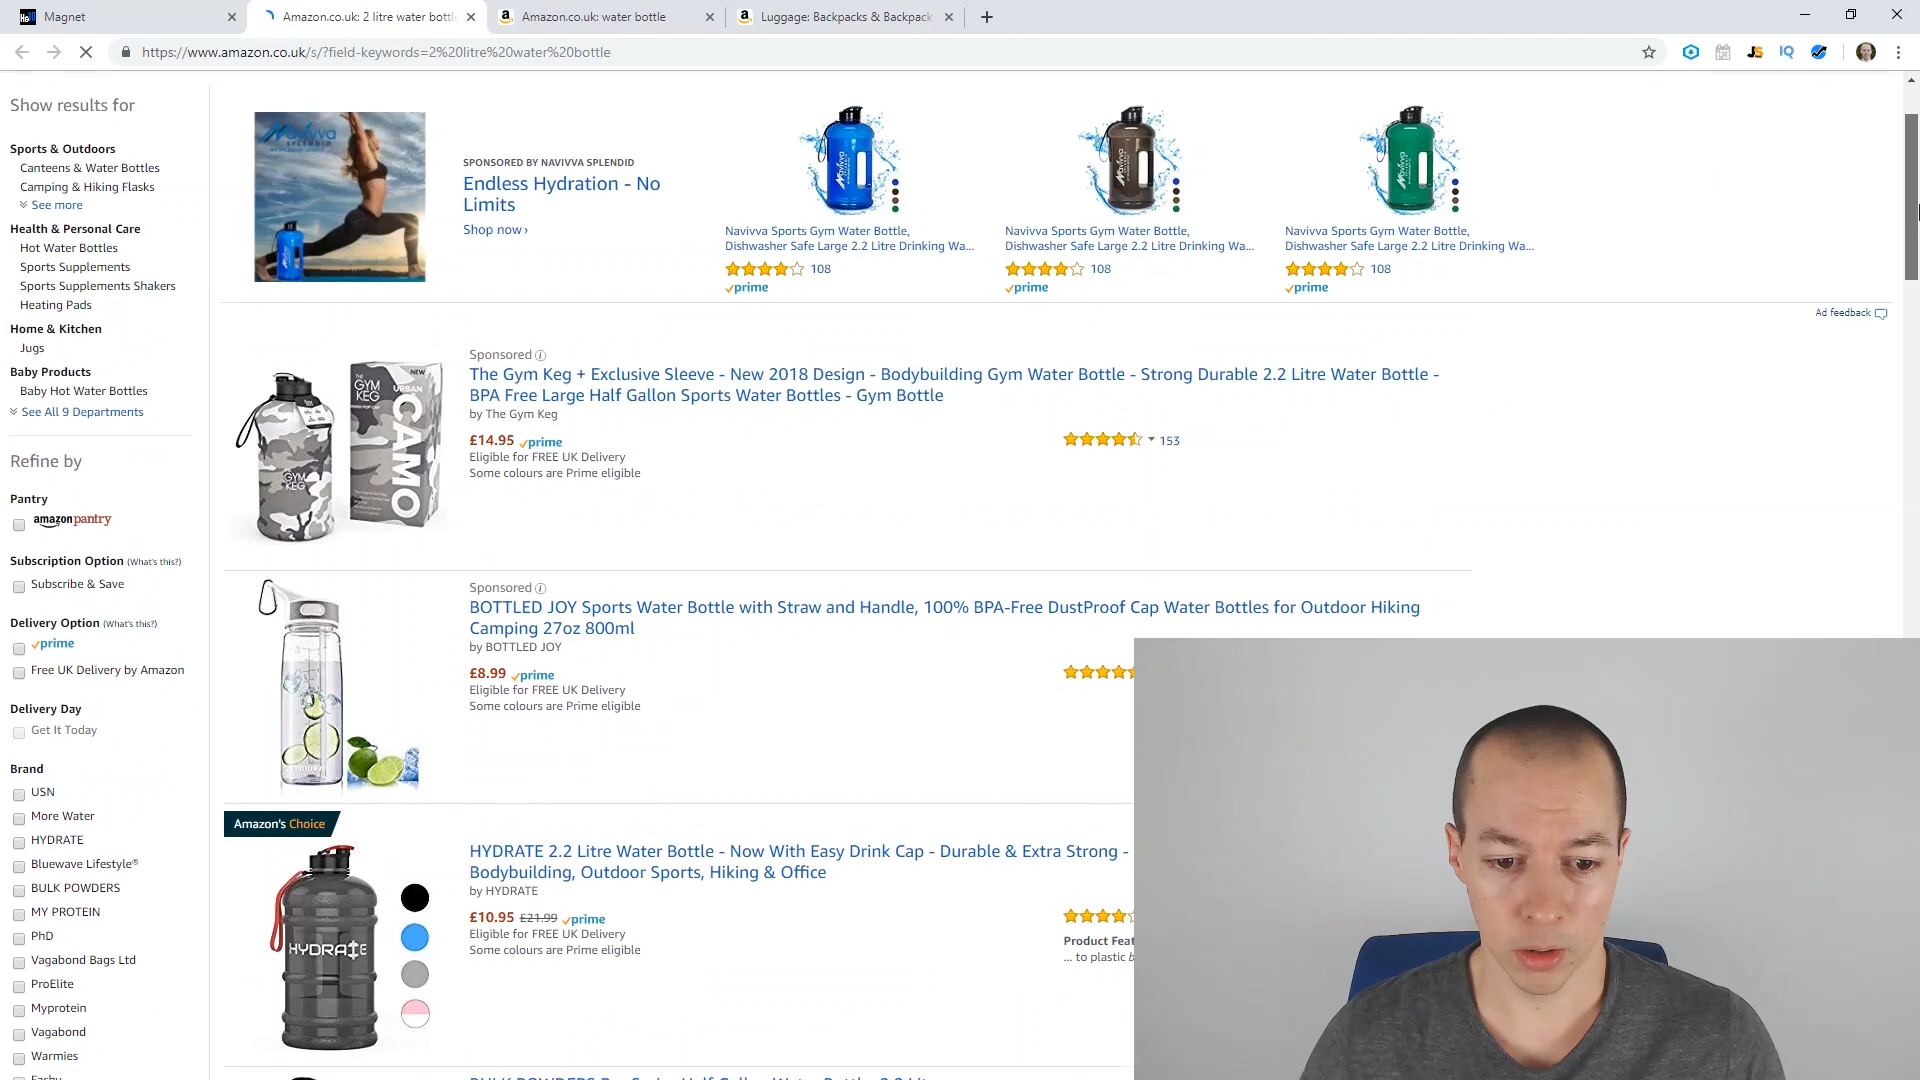 Magnet
Amazon.co.uk: 2 litre water bottle
Amazon.co.uk: water bottle
Luggage: Backpacks & Backpack
https://www.amazon.co.uk/s/?field-keywords=2%20litre%20water%20bottle
JS
IQ
Show results for
Sports & Outdoors
Canteens & Water Bottles
Camping & Hiking Flasks
See more
Health & Personal Care
Hot Water Bottles
Sports Supplements
Sports Supplements Shakers
Heating Pads
Home & Kitchen
Jugs
Baby Products
Baby Hot Water Bottles
See All 9 Departments
Refine by
Pantry
amazon pantry
Subscription Option (What's this?)
Subscribe & Save
Delivery Option (What's this?)
prime
Free UK Delivery by Amazon
Delivery Day
Get It Today
Brand
USN
More Water
HYDRATE
Bluewave Lifestyle®
BULK POWDERS
MY PROTEIN
PhD
Vagabond Bags Ltd
ProElite
Myprotein
Vagabond
Warmies
Navivva
SPLENDID
SPONSORED BY NAVIVVA SPLENDID
Endless Hydration - No
Limits
Shop now ›
Navivva Sports Gym Water Bottle,
Dishwasher Safe Large 2.2 Litre Drinking Wa...
108
prime
Navivva Sports Gym Water Bottle,
Dishwasher Safe Large 2.2 Litre Drinking Wa...
108
prime
Navivva Sports Gym Water Bottle,
Dishwasher Safe Large 2.2 Litre Drinking Wa...
108
prime
Ad feedback
THE
GYM
KEG
NEW
URBAN
CAMO
GYM
KEG
Sponsored
The Gym Keg + Exclusive Sleeve - New 2018 Design - Bodybuilding Gym Water Bottle - Strong Durable 2.2 Litre Water Bottle -
BPA Free Large Half Gallon Sports Water Bottles - Gym Bottle
by The Gym Keg
£14.95 prime
153
Eligible for FREE UK Delivery
Some colours are Prime eligible
Sponsored
BOTTLED JOY Sports Water Bottle with Straw and Handle, 100% BPA-Free DustProof Cap Water Bottles for Outdoor Hiking
Camping 27oz 800ml
by BOTTLED JOY
£8.99 prime
Eligible for FREE UK Delivery
Some colours are Prime eligible
Amazon's Choice
HYDRATE
HYDRATE 2.2 Litre Water Bottle - Now With Easy Drink Cap - Durable & Extra Strong -
Bodybuilding, Outdoor Sports, Hiking & Office
by HYDRATE
£10.95 £21.99 prime
Eligible for FREE UK Delivery
Some colours are Prime eligible
Product Feat
... to plastic b